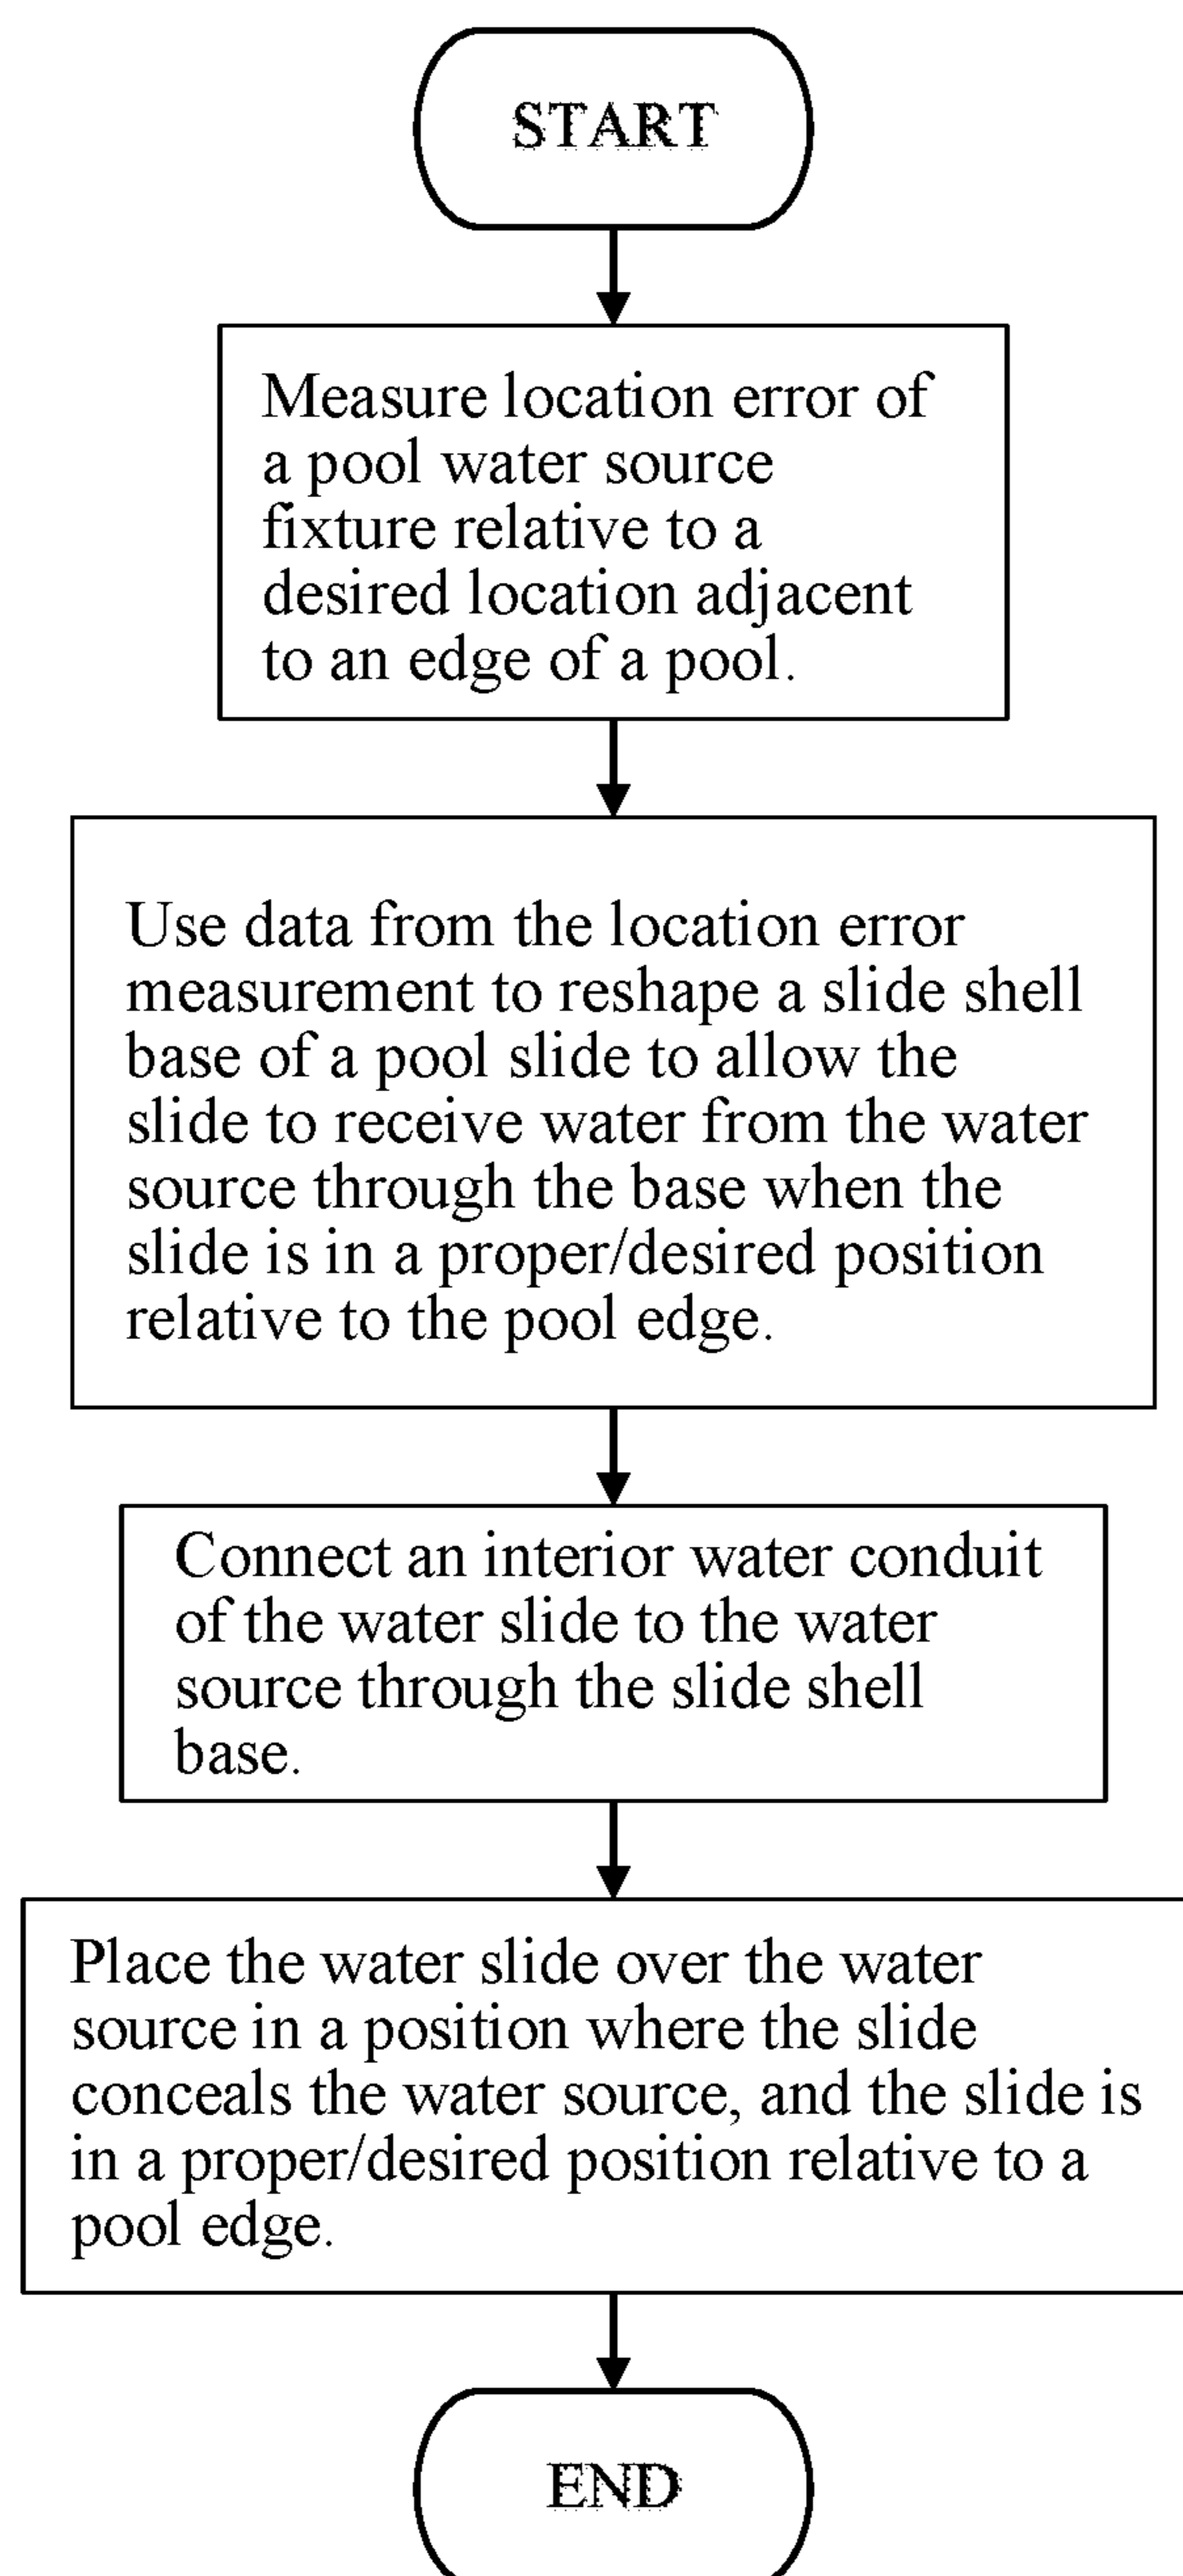 START
Measure location error of
a pool water source
fixture relative to a
desired location adjacent
to an edge of a pool.
Use data from the location error
measurement to reshape a slide shell
base of a pool slide to allow the
slide to receive water from the water
source through the base when the
slide is in a proper/desired position
relative to the pool edge.
Connect an interior water conduit
of the water slide to the water
source through the slide shell
base.
Place the water slide over the water
source in a position where the slide
conceals the water source, and the slide is
in a proper/desired position relative to a
pool edge.
END